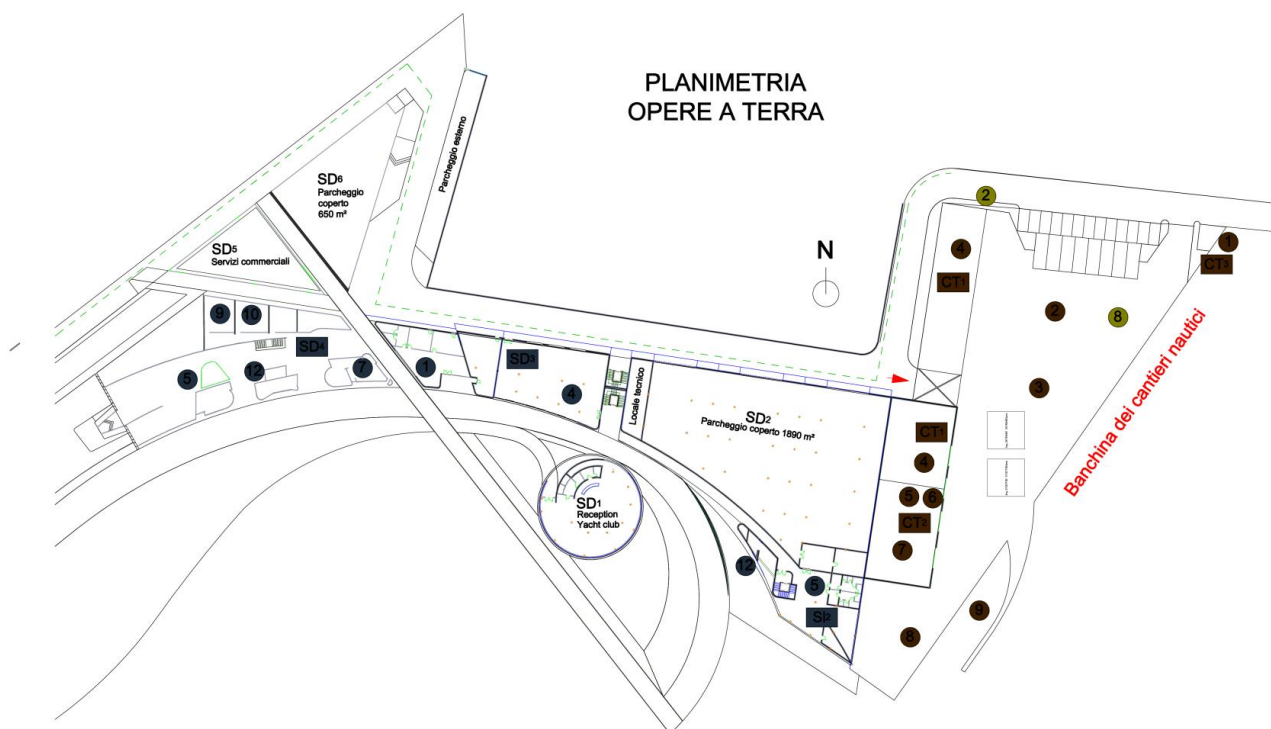 PLANIMETRIA
OPERE A TERRA
Parcheggio esterno
SD6
Parcheggio
coperto
650 m²
SD5
Servizi commerciali
N
2
4
CT1
1
CT3
2
8
3
Banchina dei cantieri nautici
9
10
SD4
5
12
7
1
SD3
4
Locale tecnico
SD2
Parcheggio coperto 1890 m²
CT1
4
5
6
CT2
7
SD1
Reception
Yacht club
12
5
SI2
8
9